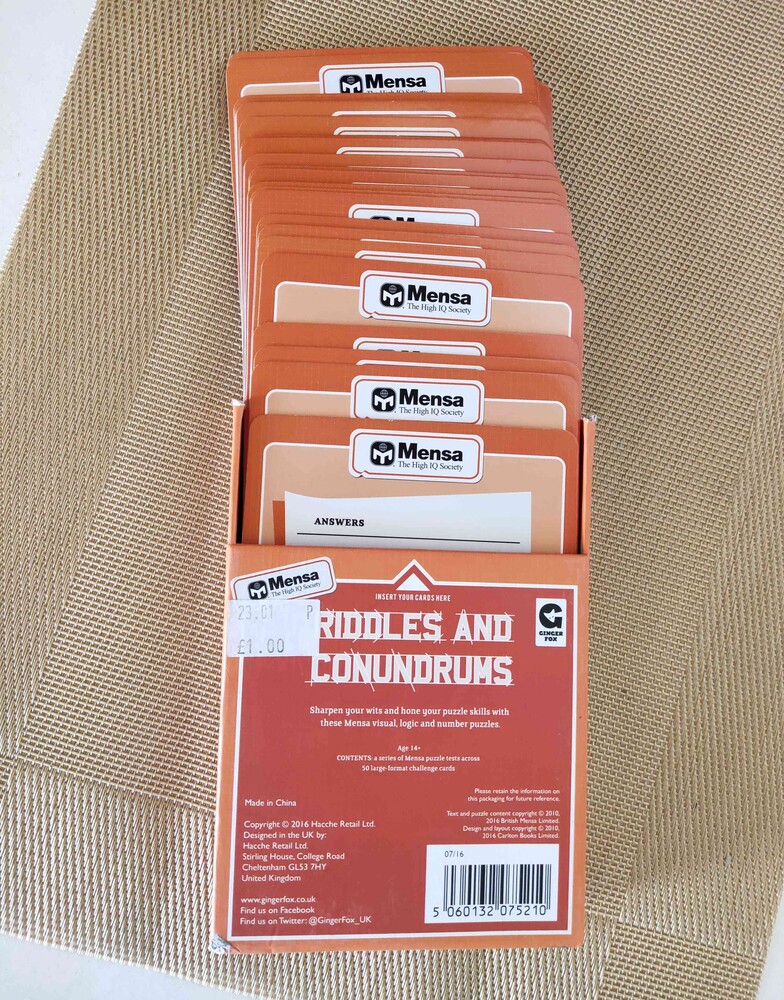 Mensa
Mensa
The High IQ Society
Mensa
The High IQ Society
Mensa
The High IQ Society
ANSWERS
Mensa
The High IQ Society
INSERT YOUR CARDS HERE
23.01 P
£1.00
RIDDLES AND
CONUNDRUMS
GINGER
FOX
Sharpen your wits and hone your puzzle skills with
these Mensa visual, logic and number puzzles.
Age 14+
CONTENTS: a series of Mensa puzzle tests across
50 large-format challenge cards
Please retain the information on
this packaging for future reference.
Made in China
Text and puzzle content copyright © 2010,
2016 British Mensa Limited.
Design and layout copyright © 2010,
2016 Carlton Books Limited.
Copyright © 2016 Hacche Retail Ltd.
Designed in the UK by:
Hacche Retail Ltd.
Stirling House, College Road
Cheltenham GL53 7HY
United Kingdom
www.gingerfox.co.uk
Find us on Facebook
Find us on Twitter: @GingerFox_UK
07/16
5 060132 075210